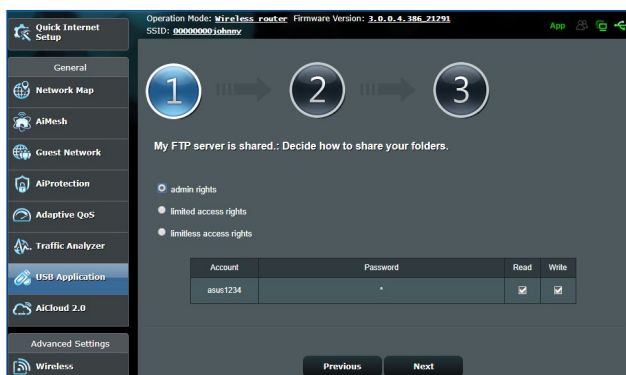 Quick Internet
Setup
Operation Mode: Wireless router Firmware Version: 3.0.0.4.386_21291
SSID: 00000000johnny
App
General
Network Map
AiMesh
Guest Network
AiProtection
Adaptive QoS
Traffic Analyzer
USB Application
AiCloud 2.0
Advanced Settings
Wireless
1 2 3
My FTP server is shared.: Decide how to share your folders.
admin rights
limited access rights
limitless access rights
Account Password Read Write
asus1234 *
Previous Next